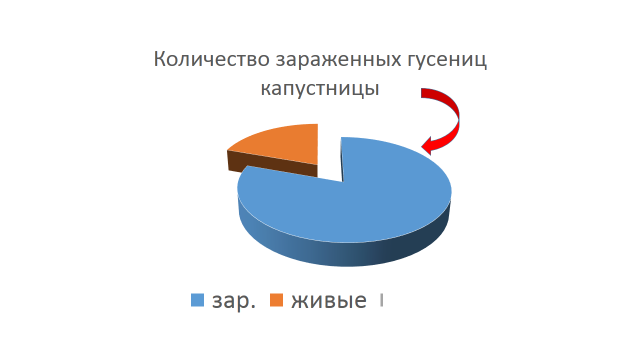 Количество зараженных гусениц
капустницы
зар. живые